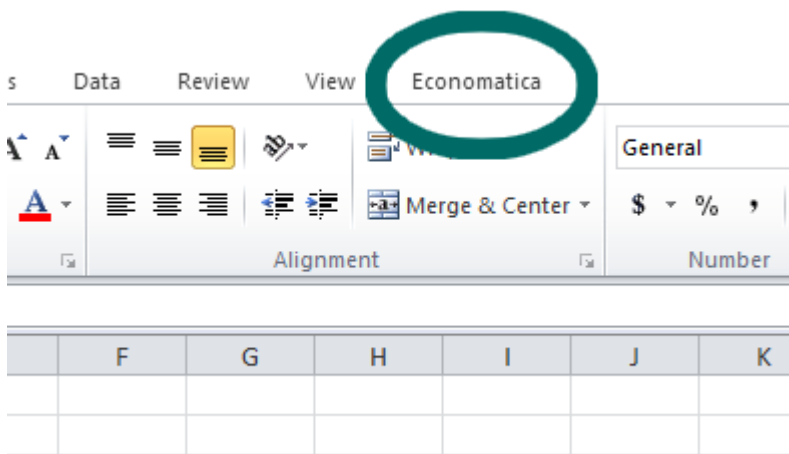 s Data Review View Economatica
A A General
A Merge & Center $ % ,
Alignment Number
F G H I J K